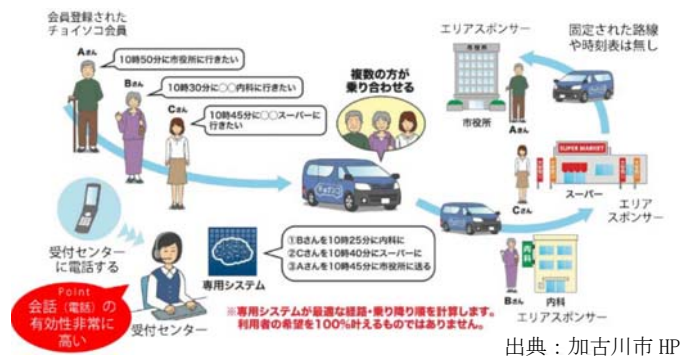 会員登録された
チョイソコ会員
Aさん
10時50分に市役所に行きたい
Bさん
10時30分に〇〇内科に行きたい
Cさん
10時45分に〇〇スーパーに
行きたい
複数の方が
乗り合わせる
エリアスポンサー
市役所
市役所
Aさん
固定された路線
や時刻表は無し
SUPER MARKET
スーパー
Cさん
エリア
スポンサー
内科
Bさん
内科
エリアスポンサー
受付センター
に電話する
Point
会話（電話）の
有効性非常に
高い
受付センター
専用システム
①Bさんを10時25分に内科に
②Cさんを10時40分にスーパーに
③Aさんを10時45分に市役所に送る
※専用システムが最適な経路・乗り降り順を計算します。
利用者の希望を100%叶えるものではありません。
出典：加古川市 HP